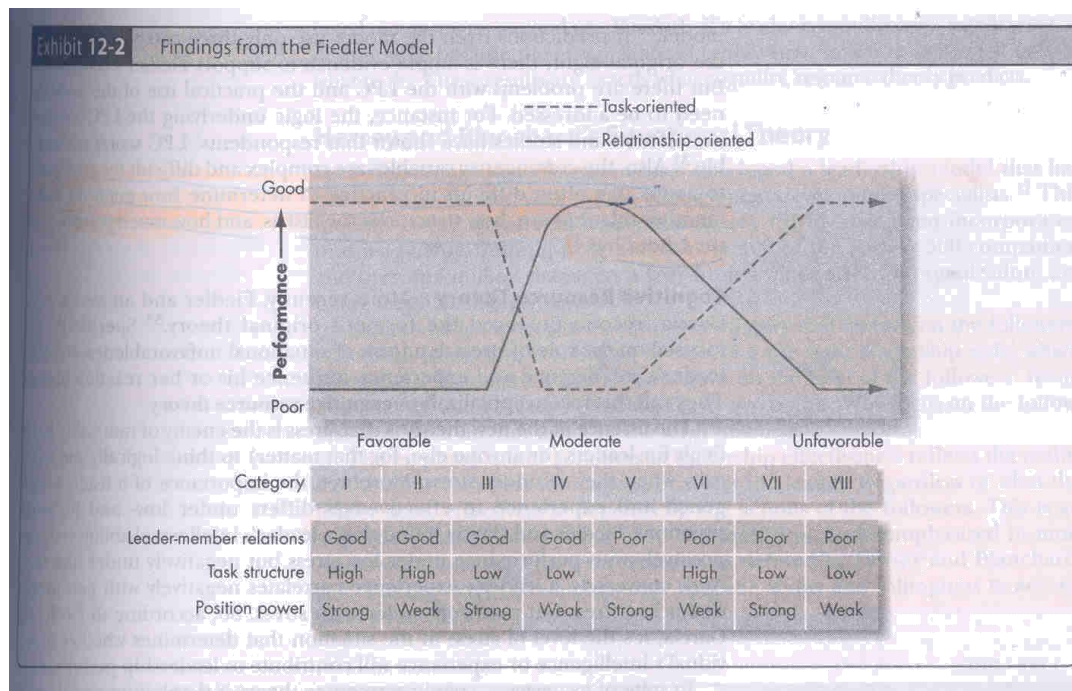 Exhibit 12-2 Findings from the Fiedler Model
Task-oriented
Relationship-oriented
Good
Performance
Poor
Favorable Moderate Unfavorable
Category I II III IV V VI VII VIII
Leader-member relations Good Good Good Good Poor Poor Poor Poor
Task structure High High Low Low High Low Low
Position power Strong Weak Strong Weak Strong Weak Strong Weak